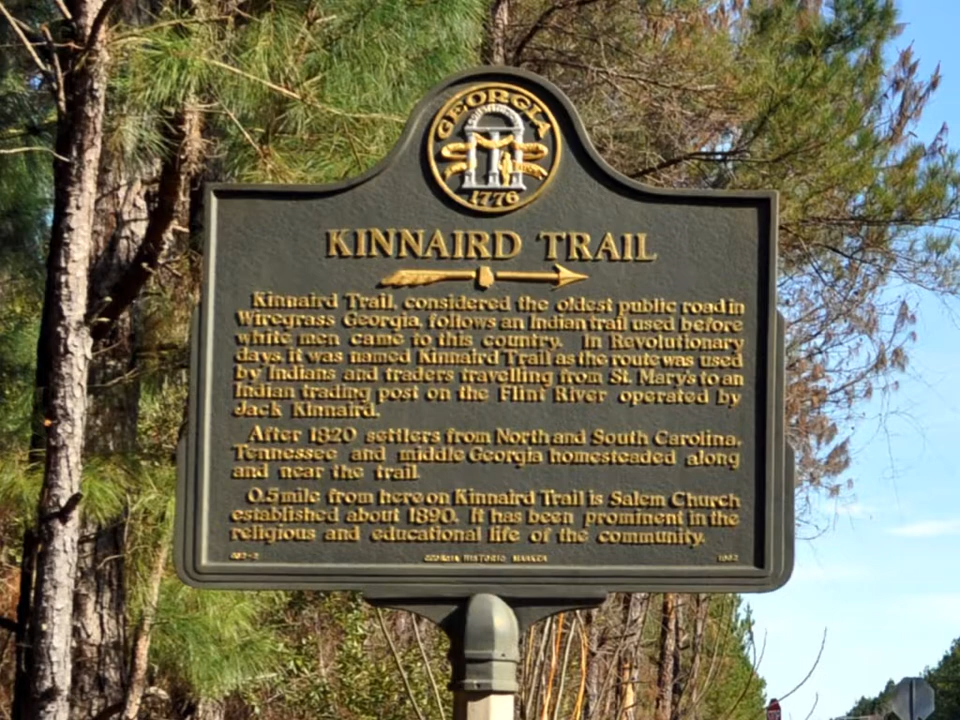 GEORGIA
1776
KINNAIRD TRAIL
Kinnaird Trail, considered the oldest public road in
Wiregrass Georgia, follows an Indian trail used before
white men came to this country. In Revolutionary
days, it was named Kinnaird Trail as the route was used
by Indians and traders travelling from St. Mary's to an
Indian trading post on the Flint River operated by
Jack Kinnaird.
After 1820 settlers from North and South Carolina,
Tennessee and middle Georgia homesteaded along
and near the trail.
0.5 mile from here on Kinnaird Trail is Salem Church
established about 1890. It has been prominent in the
religious and educational life of the community.
GEORGIA HISTORIC MARKER